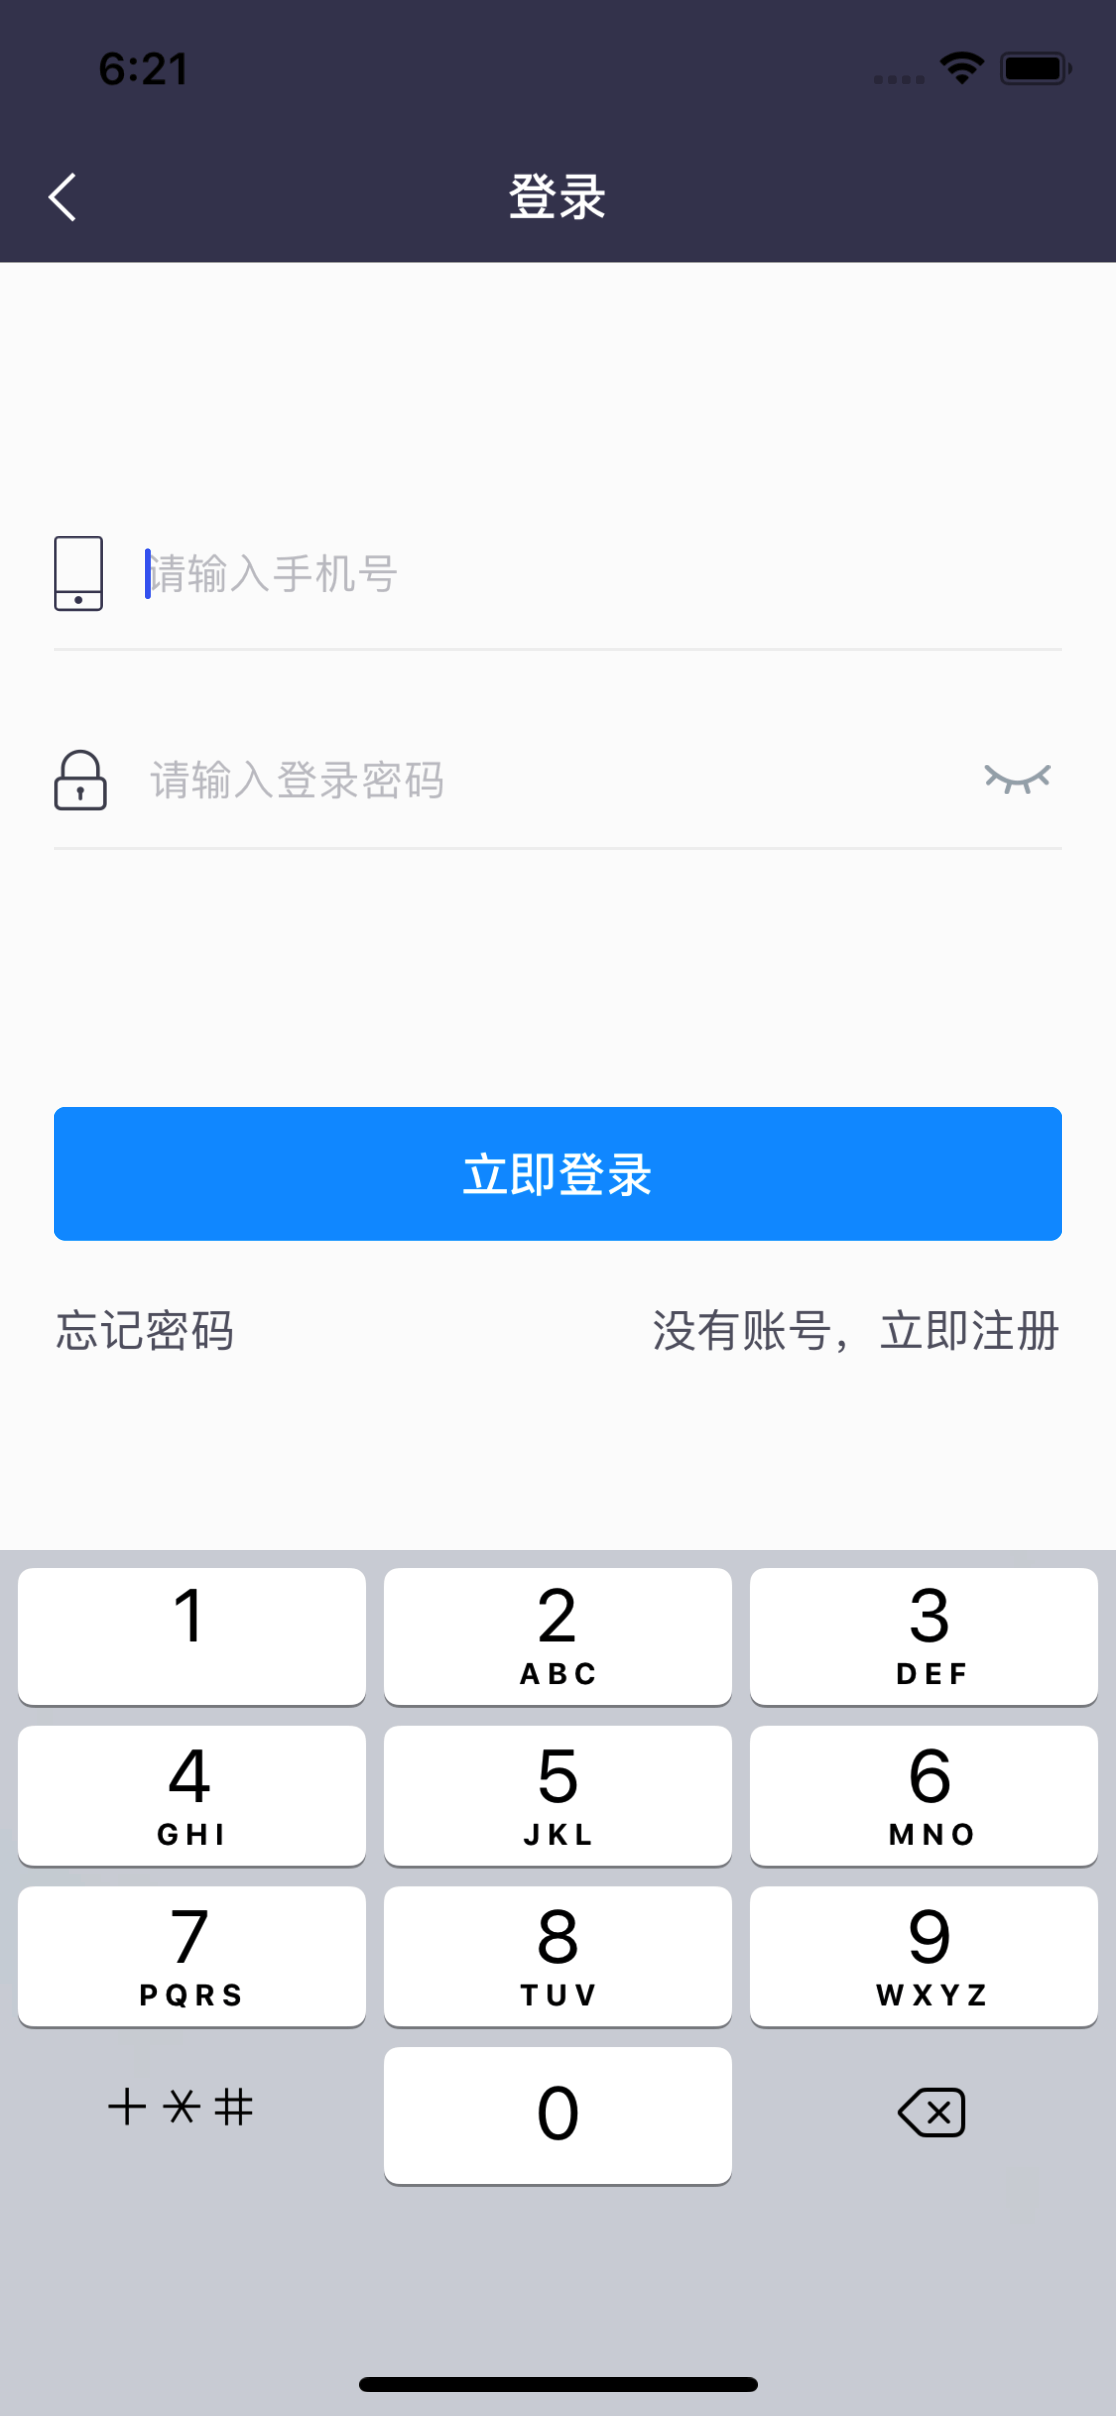 6:21
登录
请输入手机号
请输入登录密码
立即登录
忘记密码 没有账号，立即注册
1 2 3
ABC DEF
4 5 6
GHI JKL MNO
7 8 9
PQRS TUV WXYZ
+*# 0